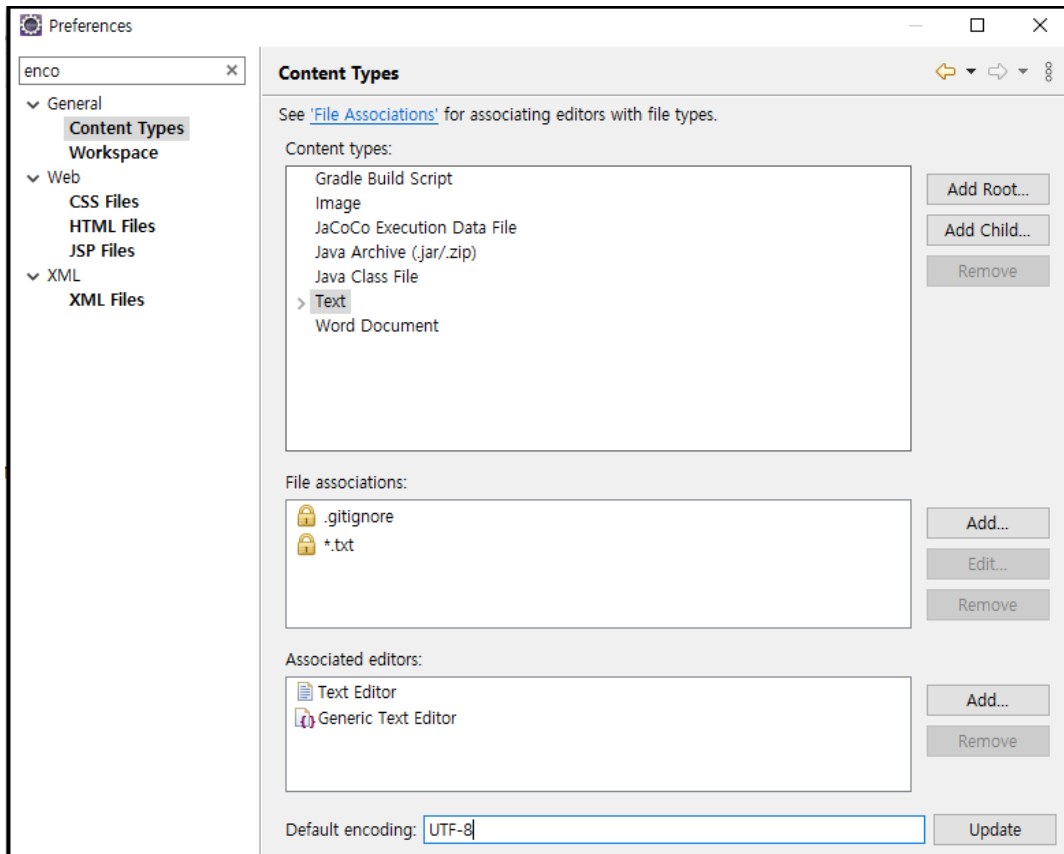 Preferences
enco
General
Content Types
Workspace
Web
CSS Files
HTML Files
JSP Files
XML
XML Files
Content Types
See 'File Associations' for associating editors with file types.
Content types:
Gradle Build Script
Image
JaCoCo Execution Data File
Java Archive (.jar/.zip)
Java Class File
Text
Word Document
Add Root...
Add Child...
Remove
File associations:
.gitignore
*.txt
Add...
Edit...
Remove
Associated editors:
Text Editor
Generic Text Editor
Add...
Remove
Default encoding: UTF-8
Update